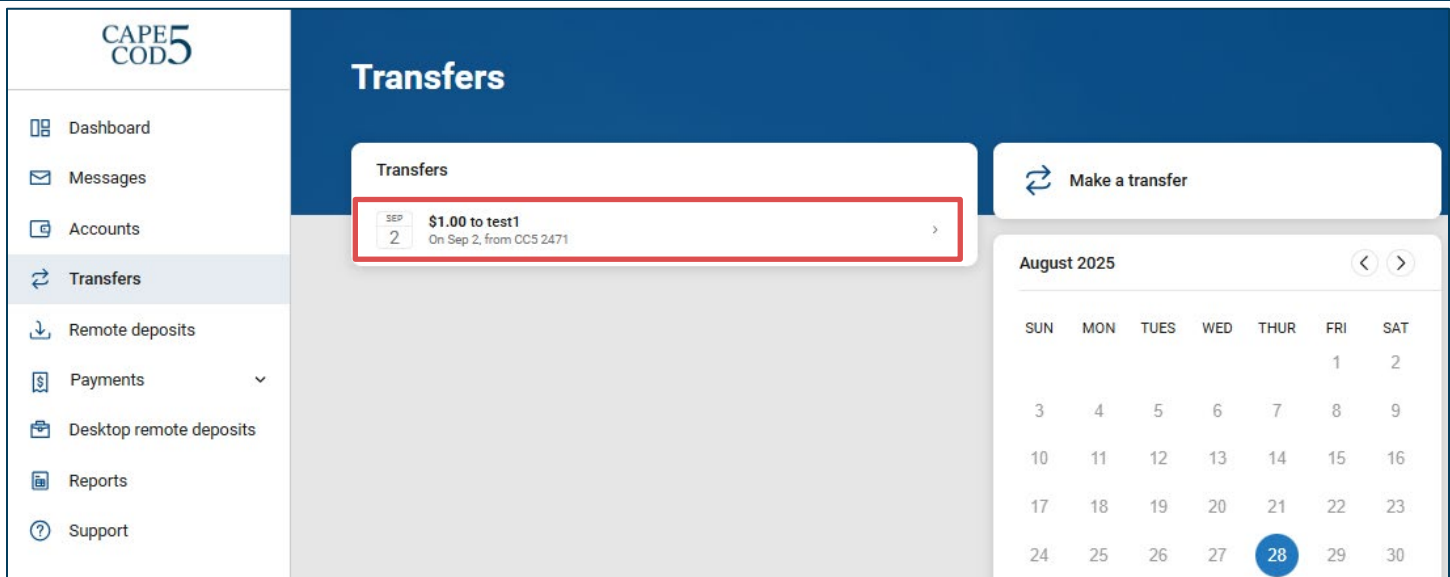 CAPE
COD5
Dashboard
Messages
Accounts
Transfers
Remote deposits
Payments
Desktop remote deposits
Reports
Support
Transfers
Transfers
SEP
2
$1.00 to test1
On Sep 2, from CC5 2471
Make a transfer
August 2025
SUN MON TUES WED THUR FRI SAT
1 2
3 4 5 6 7 8 9
10 11 12 13 14 15 16
17 18 19 20 21 22 23
24 25 26 27 28 29 30